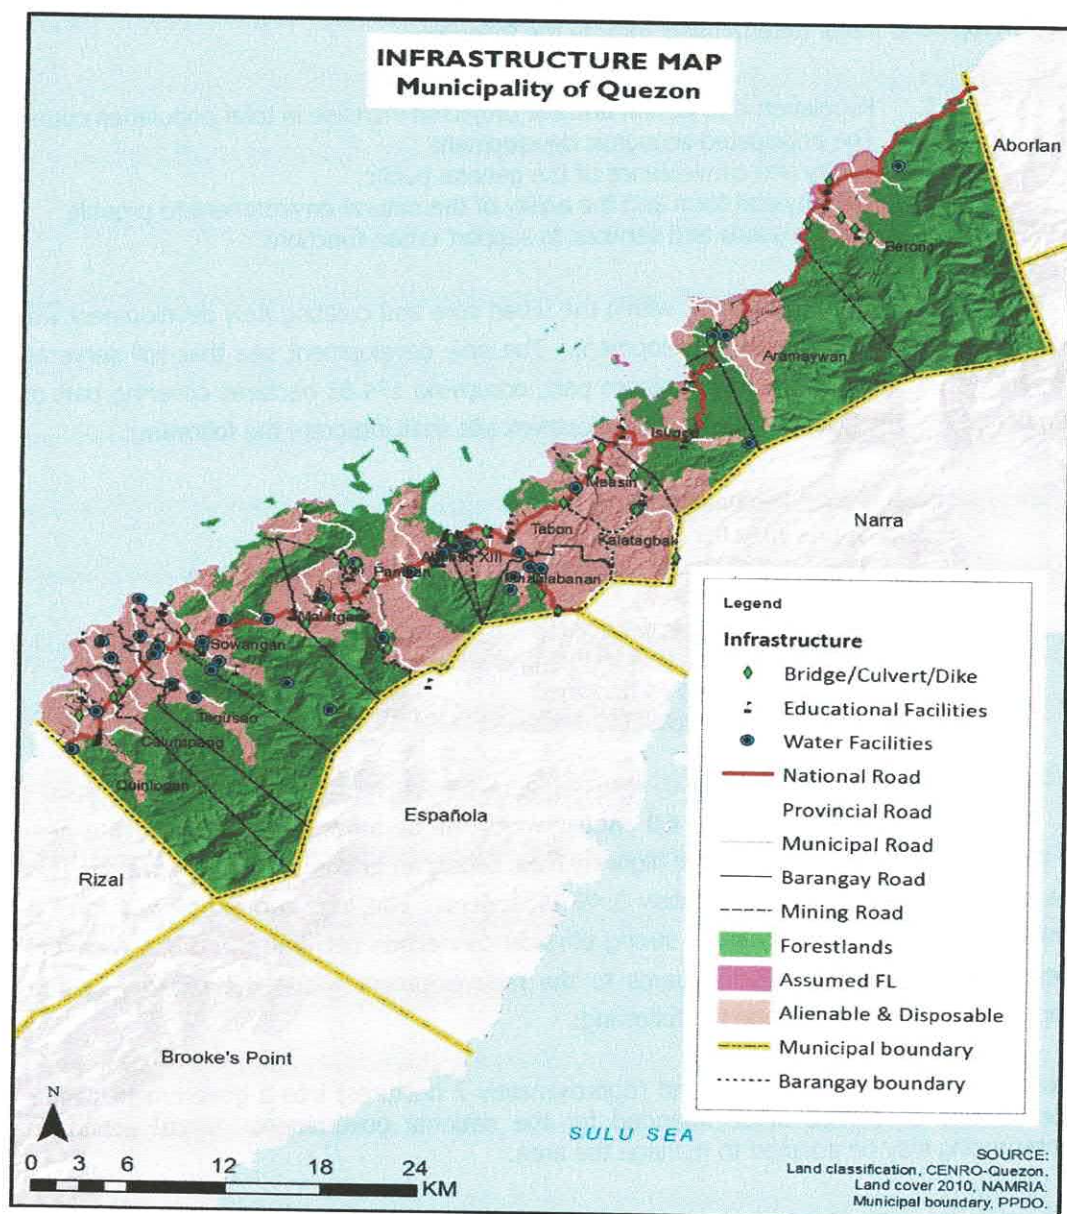 INFRASTRUCTURE MAP
Municipality of Quezon
Aborlan
Berong
Aramaywan
Isugod
Maasin
Narra
Tabon
Kalatagbak
Alfonso XIII
Panitian
Malatgao
Sowangan
Tagusao
Calumpang
Quinlogan
Española
Rizal
Brooke's Point
Legend
Infrastructure
Bridge/Culvert/Dike
Educational Facilities
Water Facilities
National Road
Provincial Road
Municipal Road
Barangay Road
Mining Road
Forestlands
Assumed FL
Alienable & Disposable
Municipal boundary
Barangay boundary
N
SULU SEA
0 3 6 12 18 24
KM
SOURCE:
Land classification, CENRO-Quezon.
Land cover 2010, NAMRIA.
Municipal boundary, PPDO.